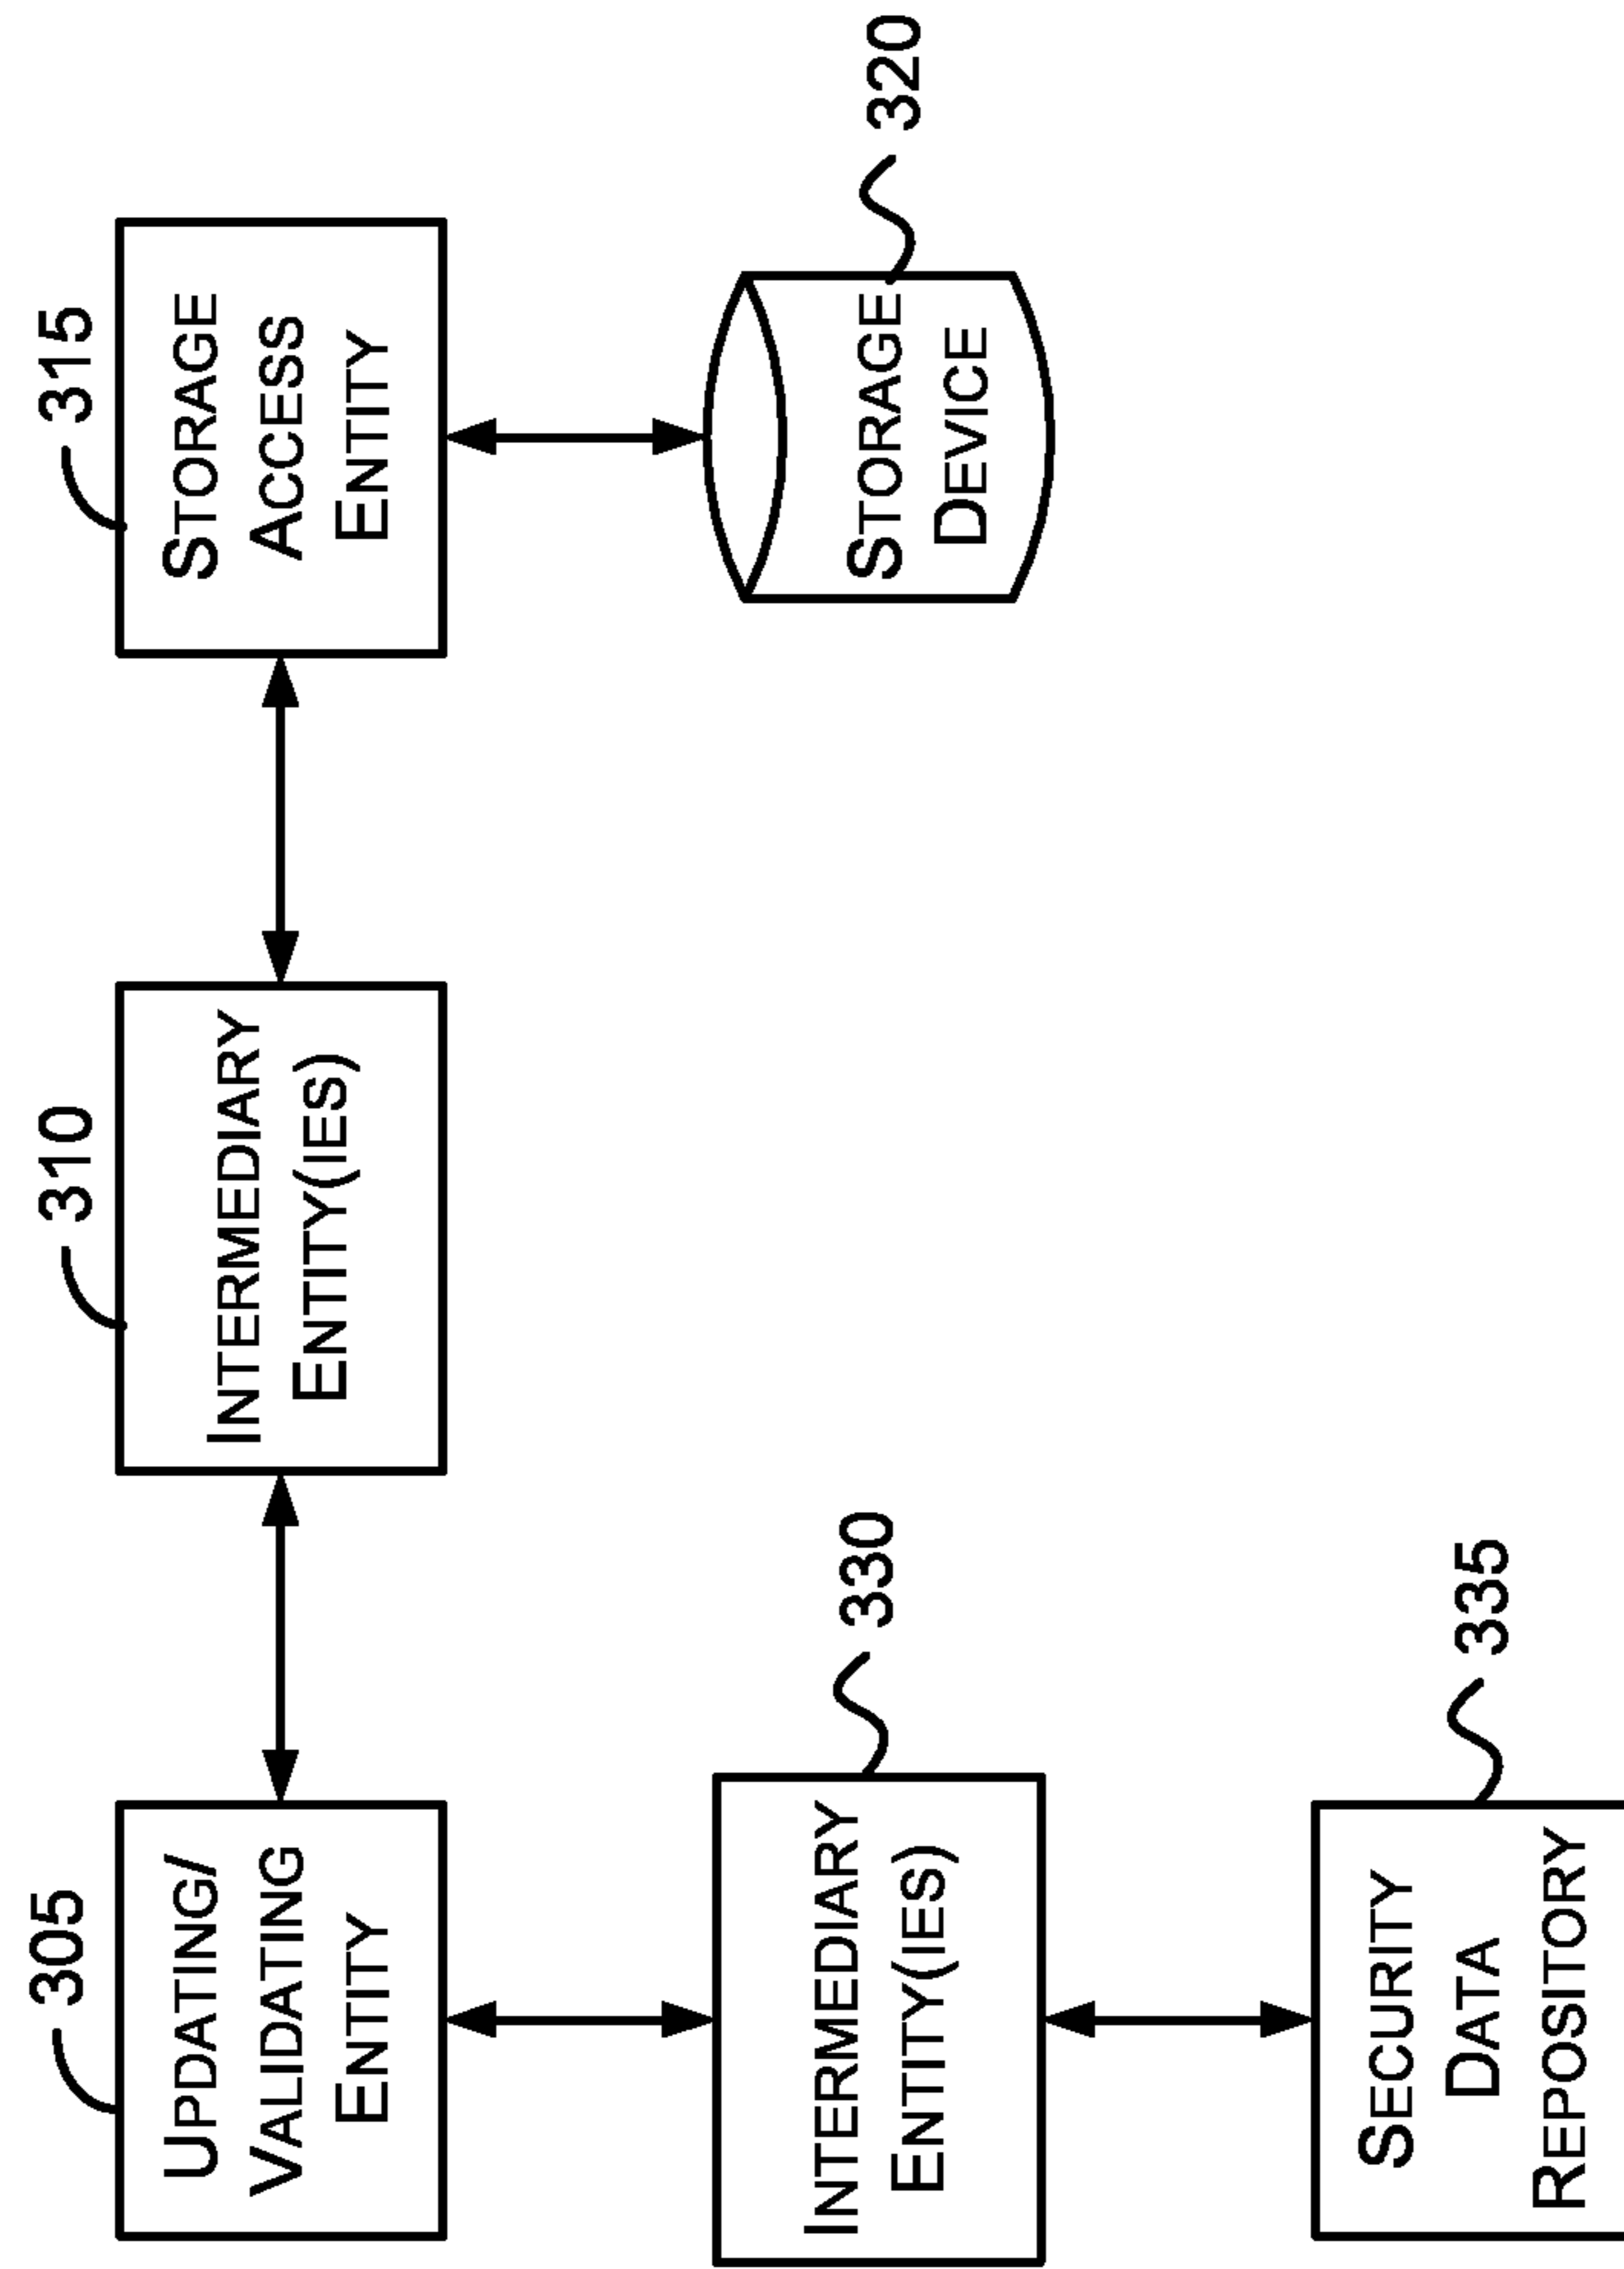 305
UPDATING/
VALIDATING
ENTITY
310
INTERMEDIARY
ENTITY(IES)
315
STORAGE
ACCESS
ENTITY
330
INTERMEDIARY
ENTITY(IES)
320
STORAGE
DEVICE
335
SECURITY
DATA
REPOSITORY